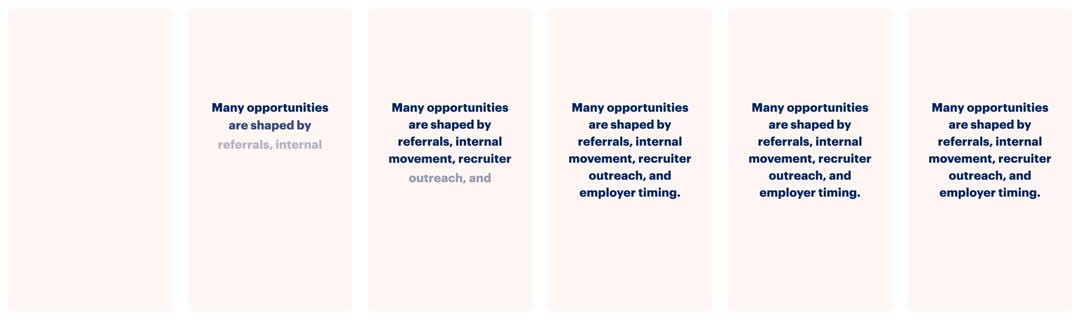 Many opportunities
are shaped by
referrals, internal
Many opportunities
are shaped by
referrals, internal
movement, recruiter
outreach, and
Many opportunities
are shaped by
referrals, internal
movement, recruiter
outreach, and
employer timing.
Many opportunities
are shaped by
referrals, internal
movement, recruiter
outreach, and
employer timing.
Many opportunities
are shaped by
referrals, internal
movement, recruiter
outreach, and
employer timing.